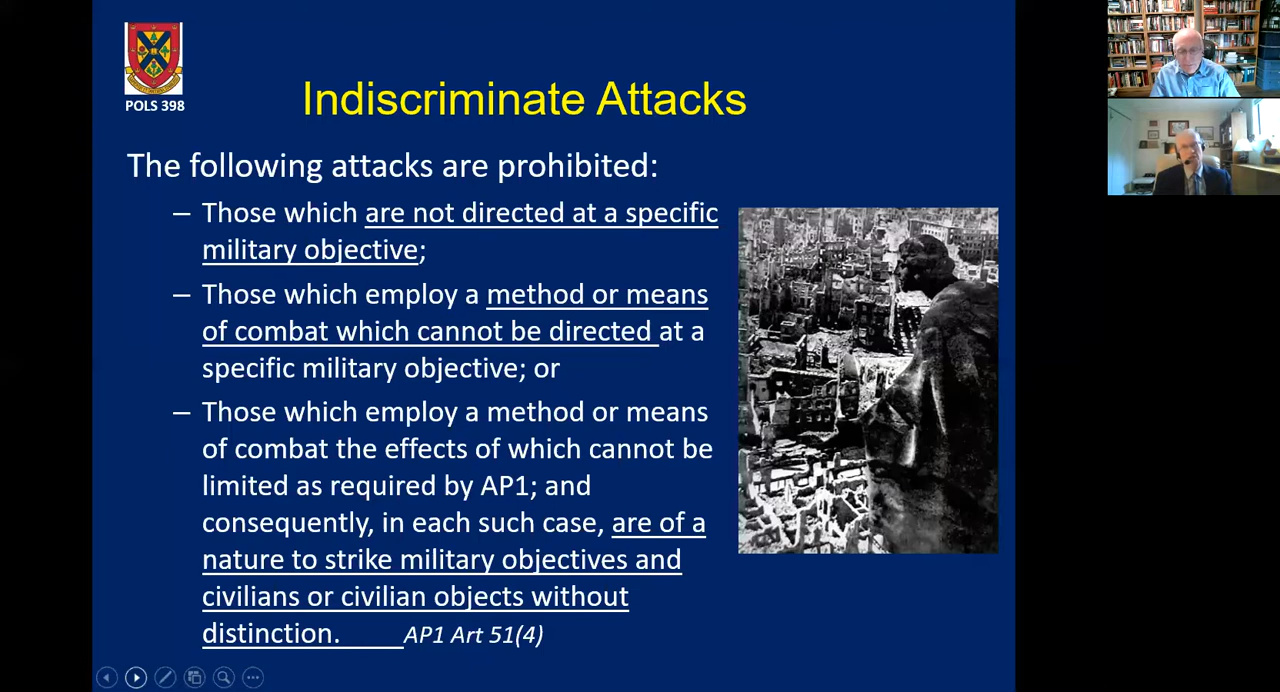 POLS 398
Indiscriminate Attacks
The following attacks are prohibited:
– Those which are not directed at a specific
military objective;
– Those which employ a method or means
of combat which cannot be directed at a
specific military objective; or
– Those which employ a method or means
of combat the effects of which cannot be
limited as required by AP1; and
consequently, in each such case, are of a
nature to strike military objectives and
civilians or civilian objects without
distinction. AP1 Art 51(4)